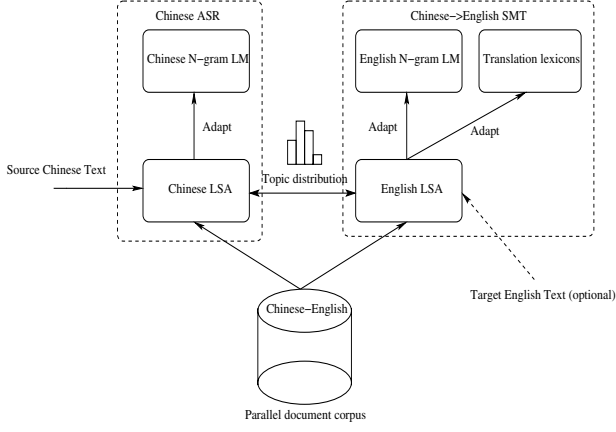 Chinese ASR
Chinese->English SMT
Chinese N-gram LM
English N-gram LM
Translation lexicons
Adapt
Adapt
Adapt
Source Chinese Text
Topic distribution
Chinese LSA
English LSA
Target English Text (optional)
Chinese-English
Parallel document corpus